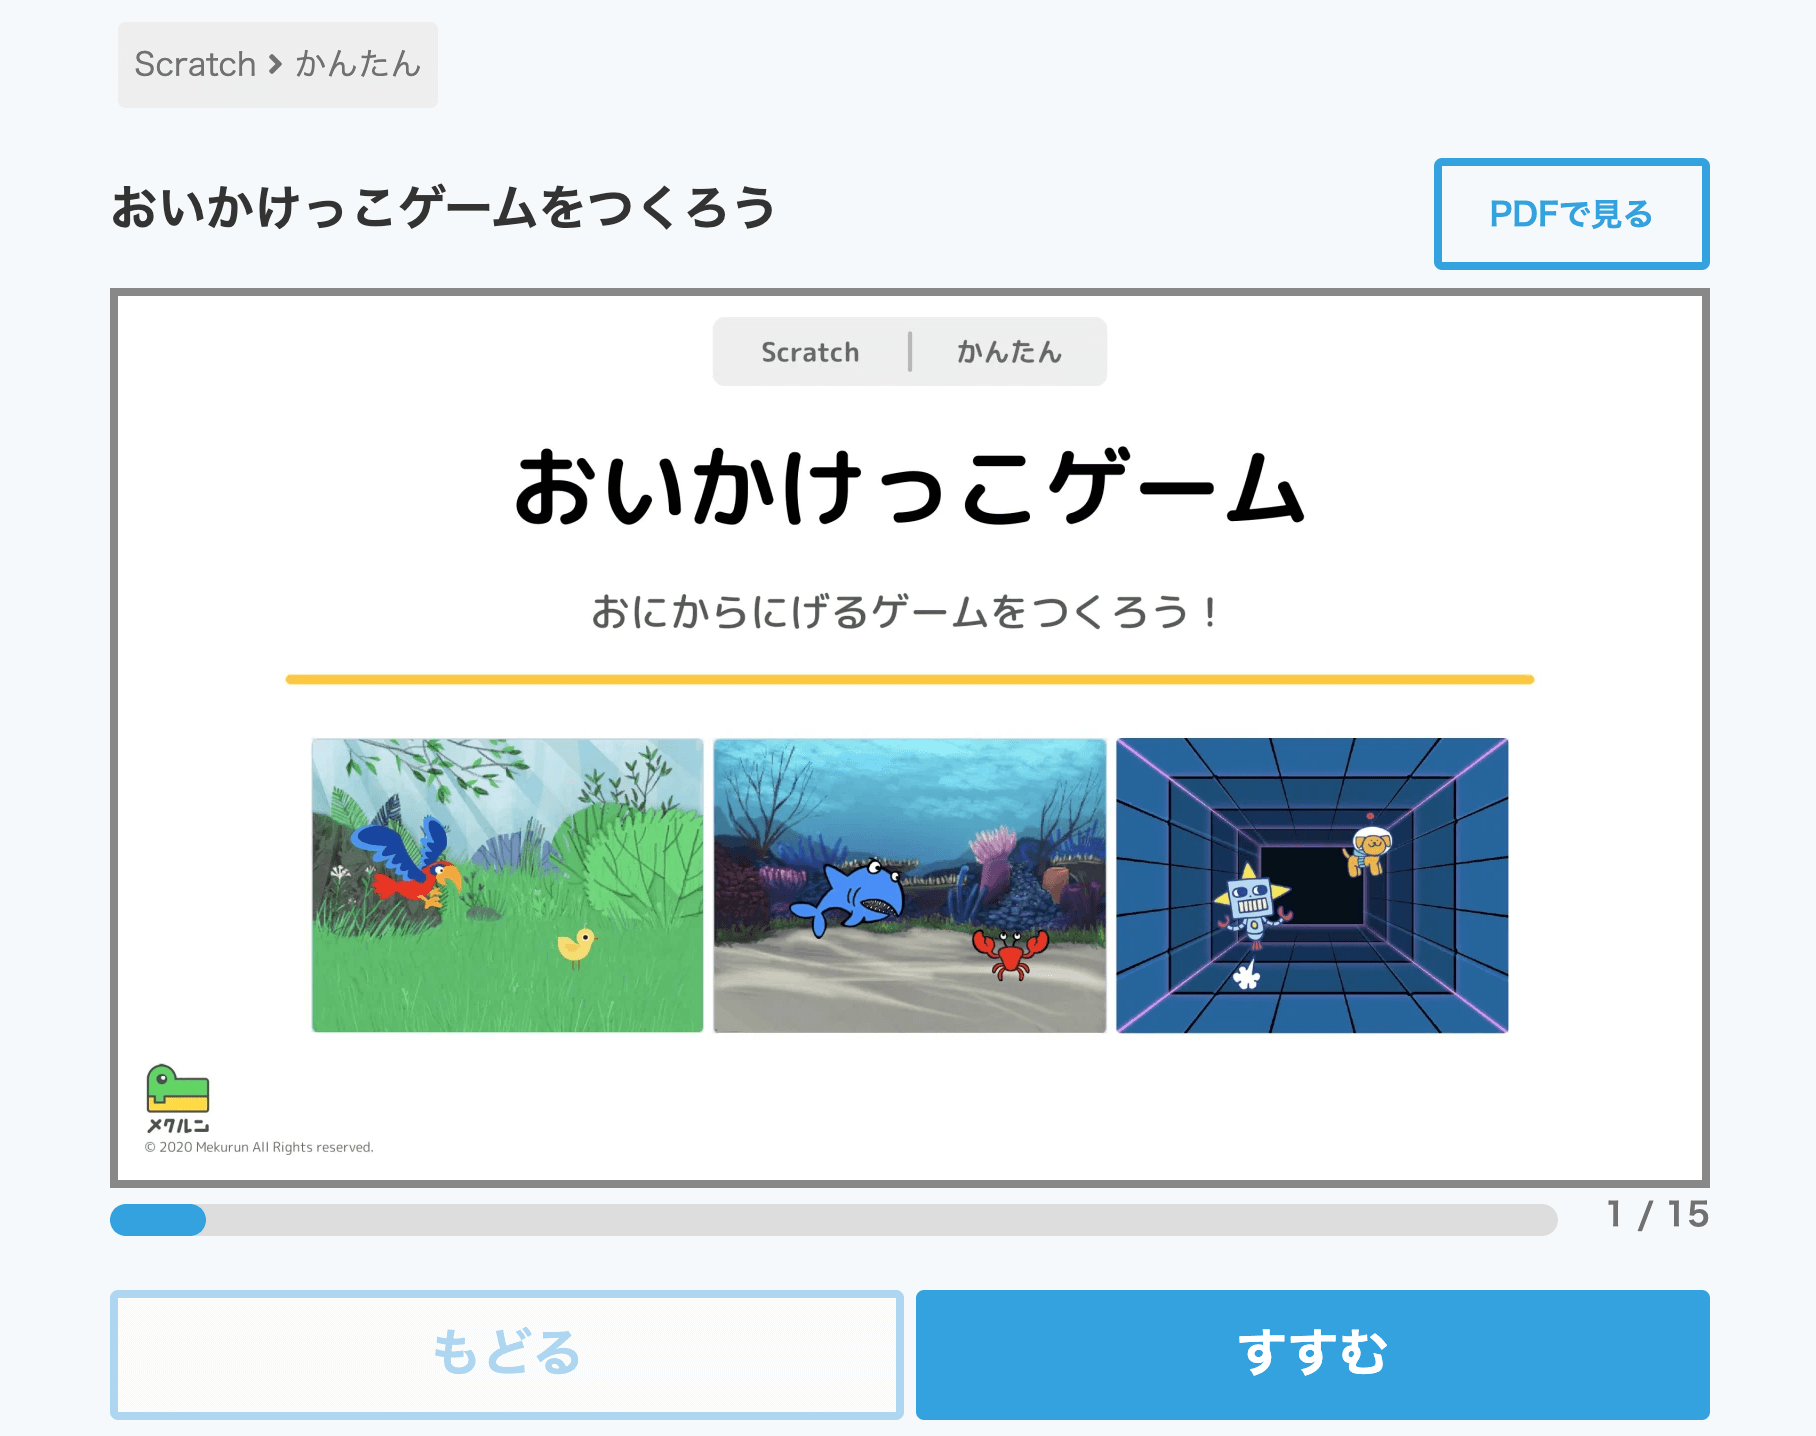 Scratch > かんたん
おいかけっこゲームをつくろう
PDFで見る
Scratch | かんたん
おいかけっこゲーム
おにからにげるゲームをつくろう！
メクルン
© 2020 Mekurun All Rights reserved.
1 / 15
もどる
すすむ